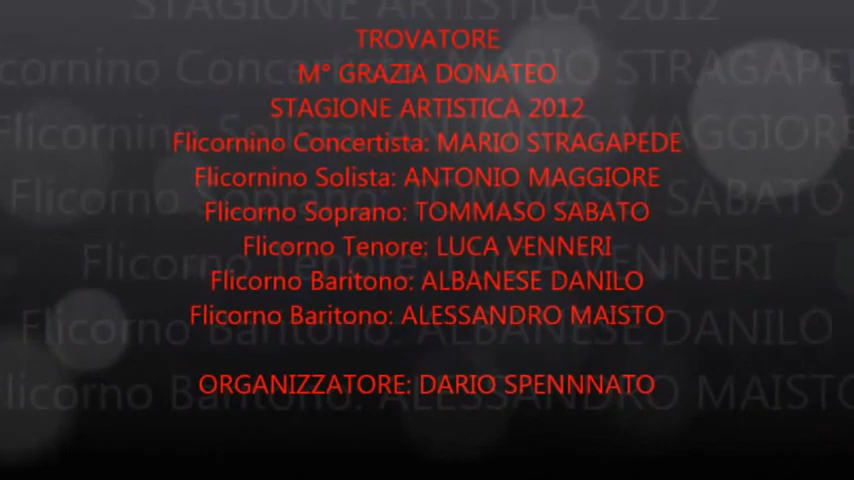 TROVATORE
M° GRAZIA DONATEO
STAGIONE ARTISTICA 2012
Flicornino Concertista: MARIO STRAGAPEDE
Flicornino Solista: ANTONIO MAGGIORE
Flicorno Soprano: TOMMASO SABATO
Flicorno Tenore: LUCA VENNERI
Flicorno Baritono: ALBANESE DANILO
Flicorno Baritono: ALESSANDRO MAISTO
ORGANIZZATORE: DARIO SPENNNATO